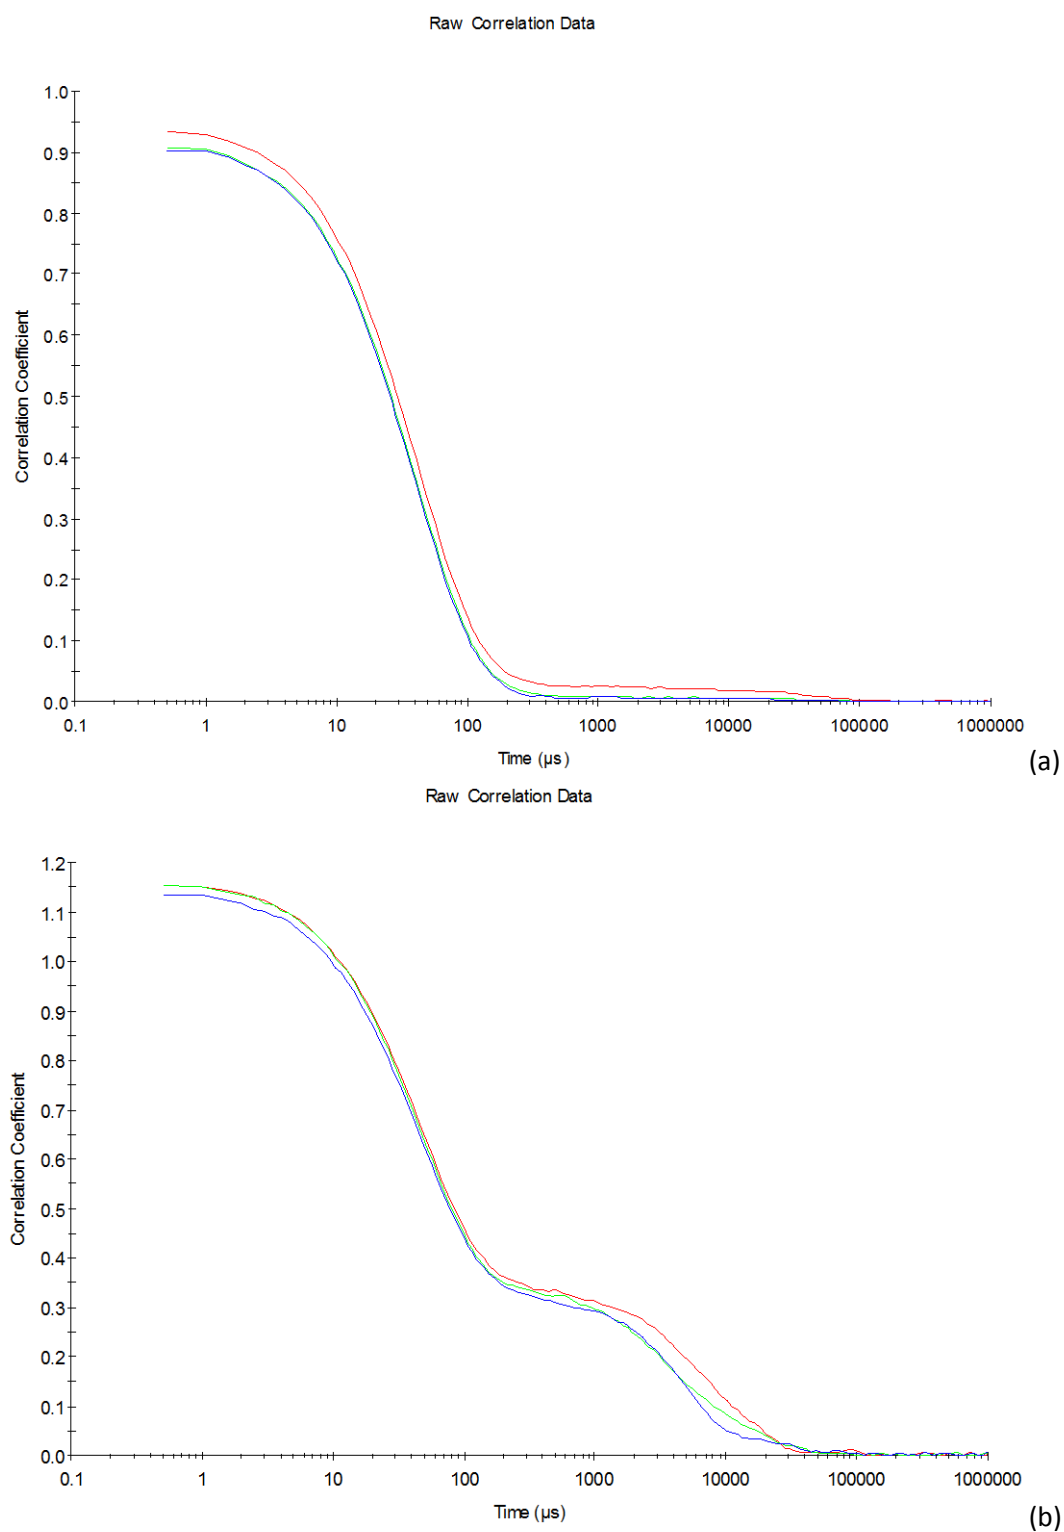 Raw Correlation Data
1.0
0.9
0.8
0.7
0.6
0.5
0.4
0.3
0.2
0.1
0.0
Correlation Coefficient
0.1 1 10 100 1000 10000 100000 1000000
Time (µs)
(a)
Raw Correlation Data
1.2
1.1
1.0
0.9
0.8
0.7
0.6
0.5
0.4
0.3
0.2
0.1
0.0
Correlation Coefficient
0.1 1 10 100 1000 10000 100000 1000000
Time (µs)
(b)